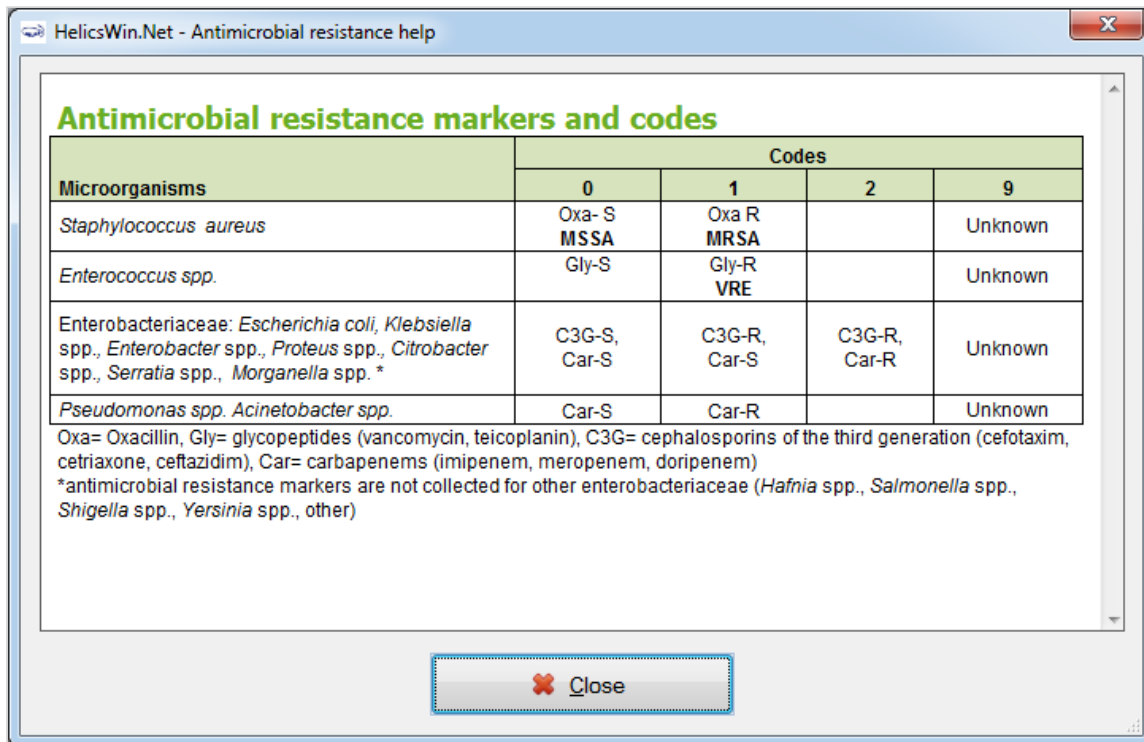 HelicsWin.Net - Antimicrobial resistance help
X
Antimicrobial resistance markers and codes
Codes
Microorganisms 0 1 2 9
Staphylococcus aureus Oxa- S Oxa R Unknown
MSSA MRSA
Enterococcus spp. Gly-S Gly-R Unknown
VRE
Enterobacteriaceae: Escherichia coli, Klebsiella
spp., Enterobacter spp., Proteus spp., Citrobacter
spp., Serratia spp., Morganella spp. *
C3G-S, C3G-R, C3G-R, Unknown
Car-S Car-S Car-R
Pseudomonas spp. Acinetobacter spp. Car-S Car-R Unknown
Oxa= Oxacillin, Gly= glycopeptides (vancomycin, teicoplanin), C3G= cephalosporins of the third generation (cefotaxim,
cetriaxone, ceftazidim), Car= carbapenems (imipenem, meropenem, doripenem)
*antimicrobial resistance markers are not collected for other enterobacteriaceae (Hafnia spp., Salmonella spp.,
Shigella spp., Yersinia spp., other)
Close